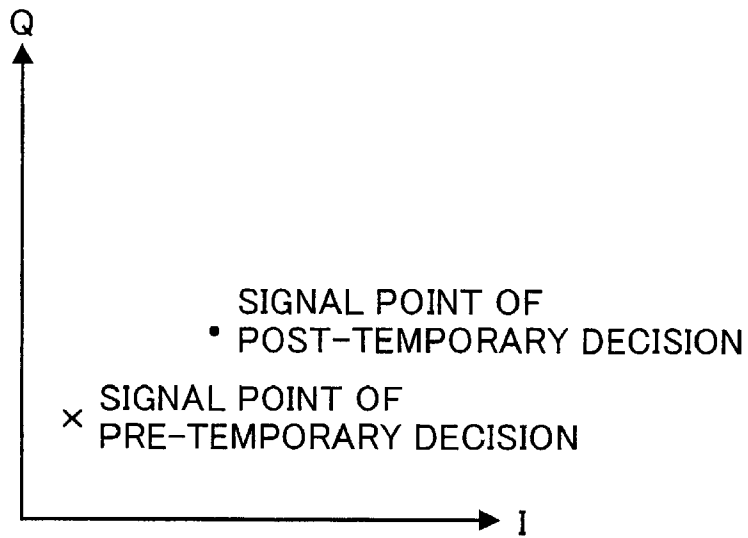 Q
SIGNAL POINT OF
POST-TEMPORARY DECISION
× SIGNAL POINT OF
PRE-TEMPORARY DECISION
I